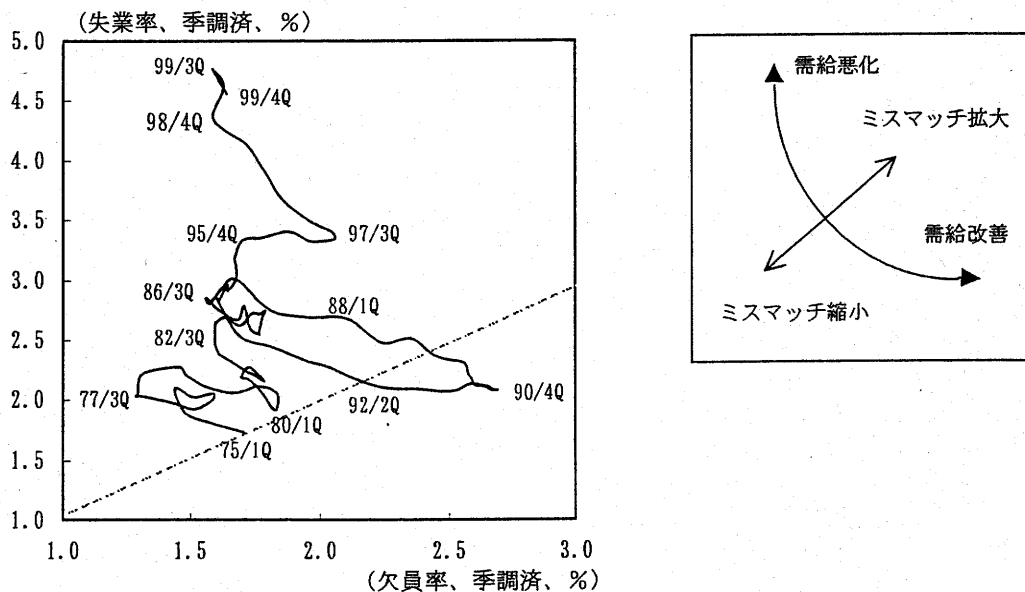 (失業率、季調済、%)
5.0
99/3Q
99/4Q
4.5
98/4Q
4.0
3.5
95/4Q
97/3Q
3.0
86/3Q
88/1Q
82/3Q
2.5
2.0
77/3Q
92/2Q
90/4Q
80/1Q
75/1Q
1.5
1.0
1.0 1.5 2.0 2.5 3.0
(欠員率、季調済、%)
需給悪化
ミスマッチ拡大
需給改善
ミスマッチ縮小